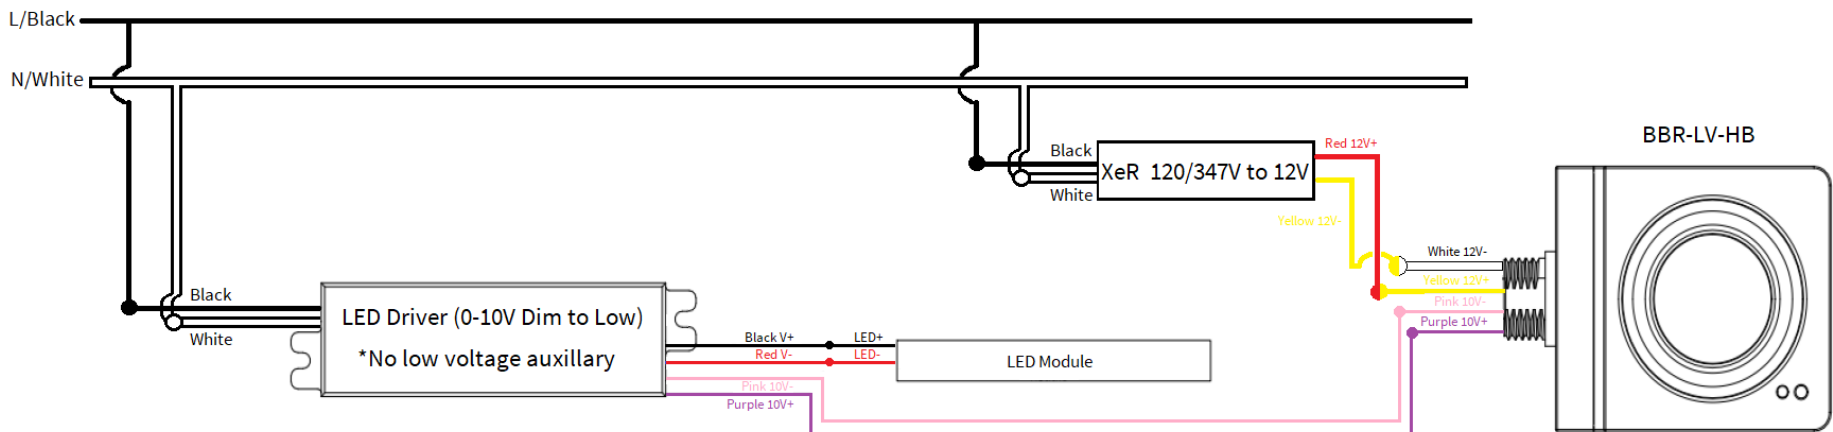 L/Black
N/White
BBR-LV-HB
Red 12V+
Black
XeR 120/347V to 12V
White
Yellow 12V-
White 12V-
Yellow 12V+
Pink 10V-
Purple 10V+
Black
LED Driver (0-10V Dim to Low)
White
*No low voltage auxillary
Black V+
LED+
Red V-
LED-
LED Module
Pink 10V-
Purple 10V+